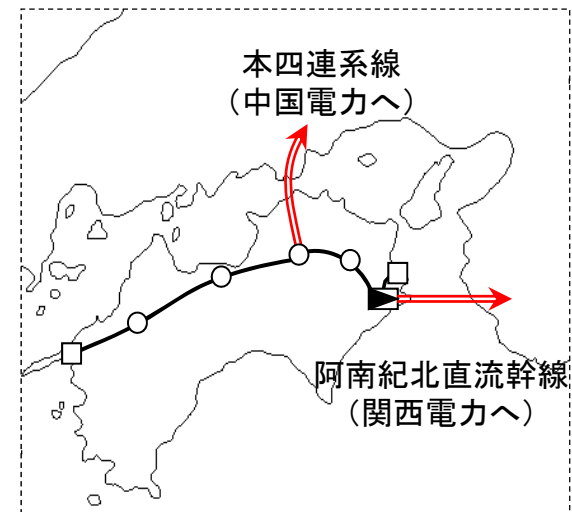 本四連系線
（中国電力へ）
阿南紀北直流幹線
（関西電力へ）